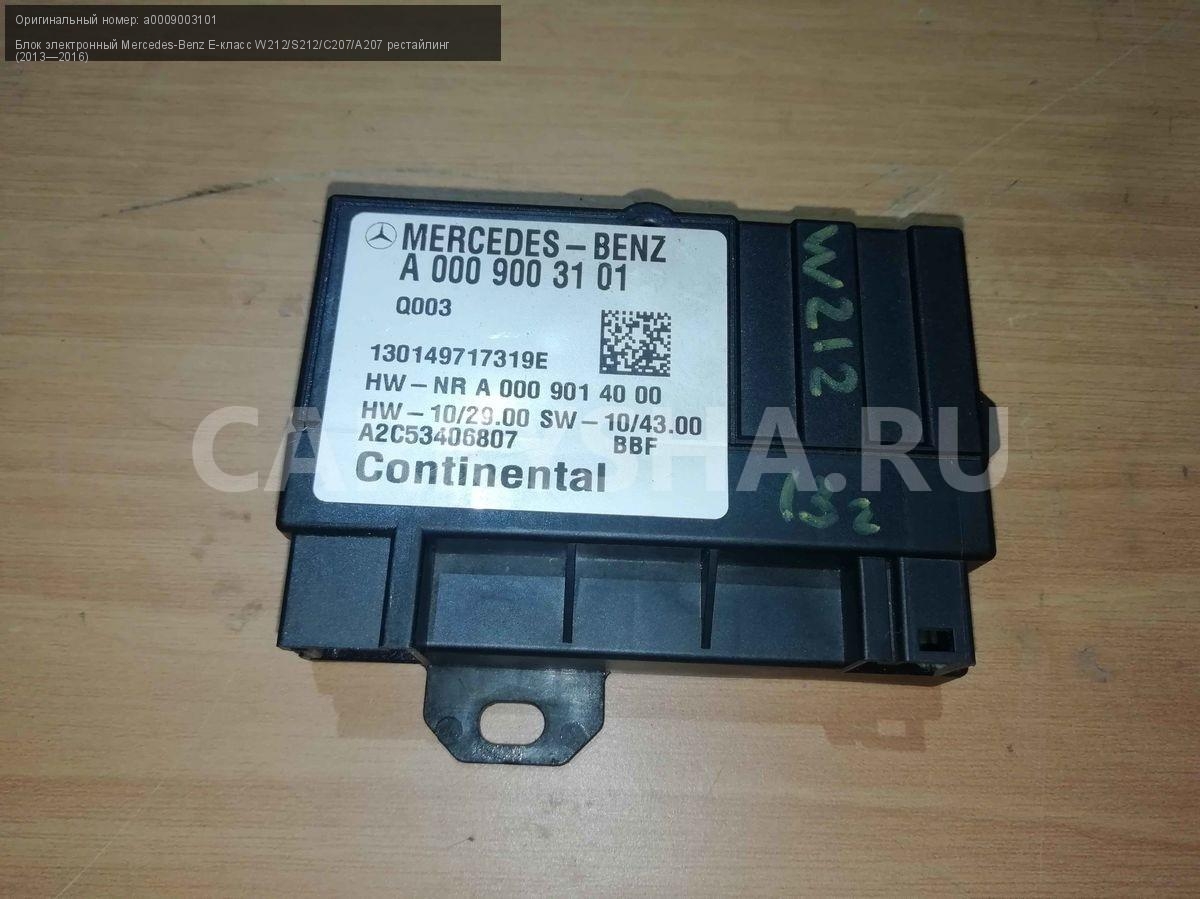 Оригинальный номер: a0009003101
Блок электронный Mercedes-Benz E-класс W212/S212/C207/A207 рестайлинг
(2013—2016)
MERCEDES-BENZ
A 000 900 31 01
Q003
130149717319E
HW-NR A 000 901 40 00
HW-10/29.00 SW-10/43.00
A2C53406807 BBF
Continental
W212